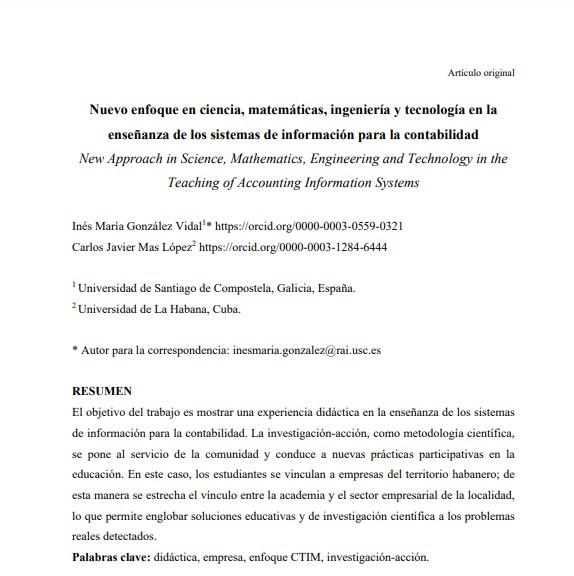 Artículo original
Nuevo enfoque en ciencia, matemáticas, ingeniería y tecnología en la
enseñanza de los sistemas de información para la contabilidad
New Approach in Science, Mathematics, Engineering and Technology in the
Teaching of Accounting Information Systems
Inés María González Vidal1* https://orcid.org/0000-0003-0559-0321
Carlos Javier Mas López2 https://orcid.org/0000-0003-1284-6444
1 Universidad de Santiago de Compostela, Galicia, España.
2 Universidad de La Habana, Cuba.
* Autor para la correspondencia: inesmaria.gonzalez@rai.usc.es
RESUMEN
El objetivo del trabajo es mostrar una experiencia didáctica en la enseñanza de los sistemas
de información para la contabilidad. La investigación-acción, como metodología científica,
se pone al servicio de la comunidad y conduce a nuevas prácticas participativas en la
educación. En este caso, los estudiantes se vinculan a empresas del territorio habanero; de
esta manera se estrecha el vínculo entre la academia y el sector empresarial de la localidad,
lo que permite englobar soluciones educativas y de investigación científica a los problemas
reales detectados.
Palabras clave: didáctica, empresa, enfoque CTIM, investigación-acción.